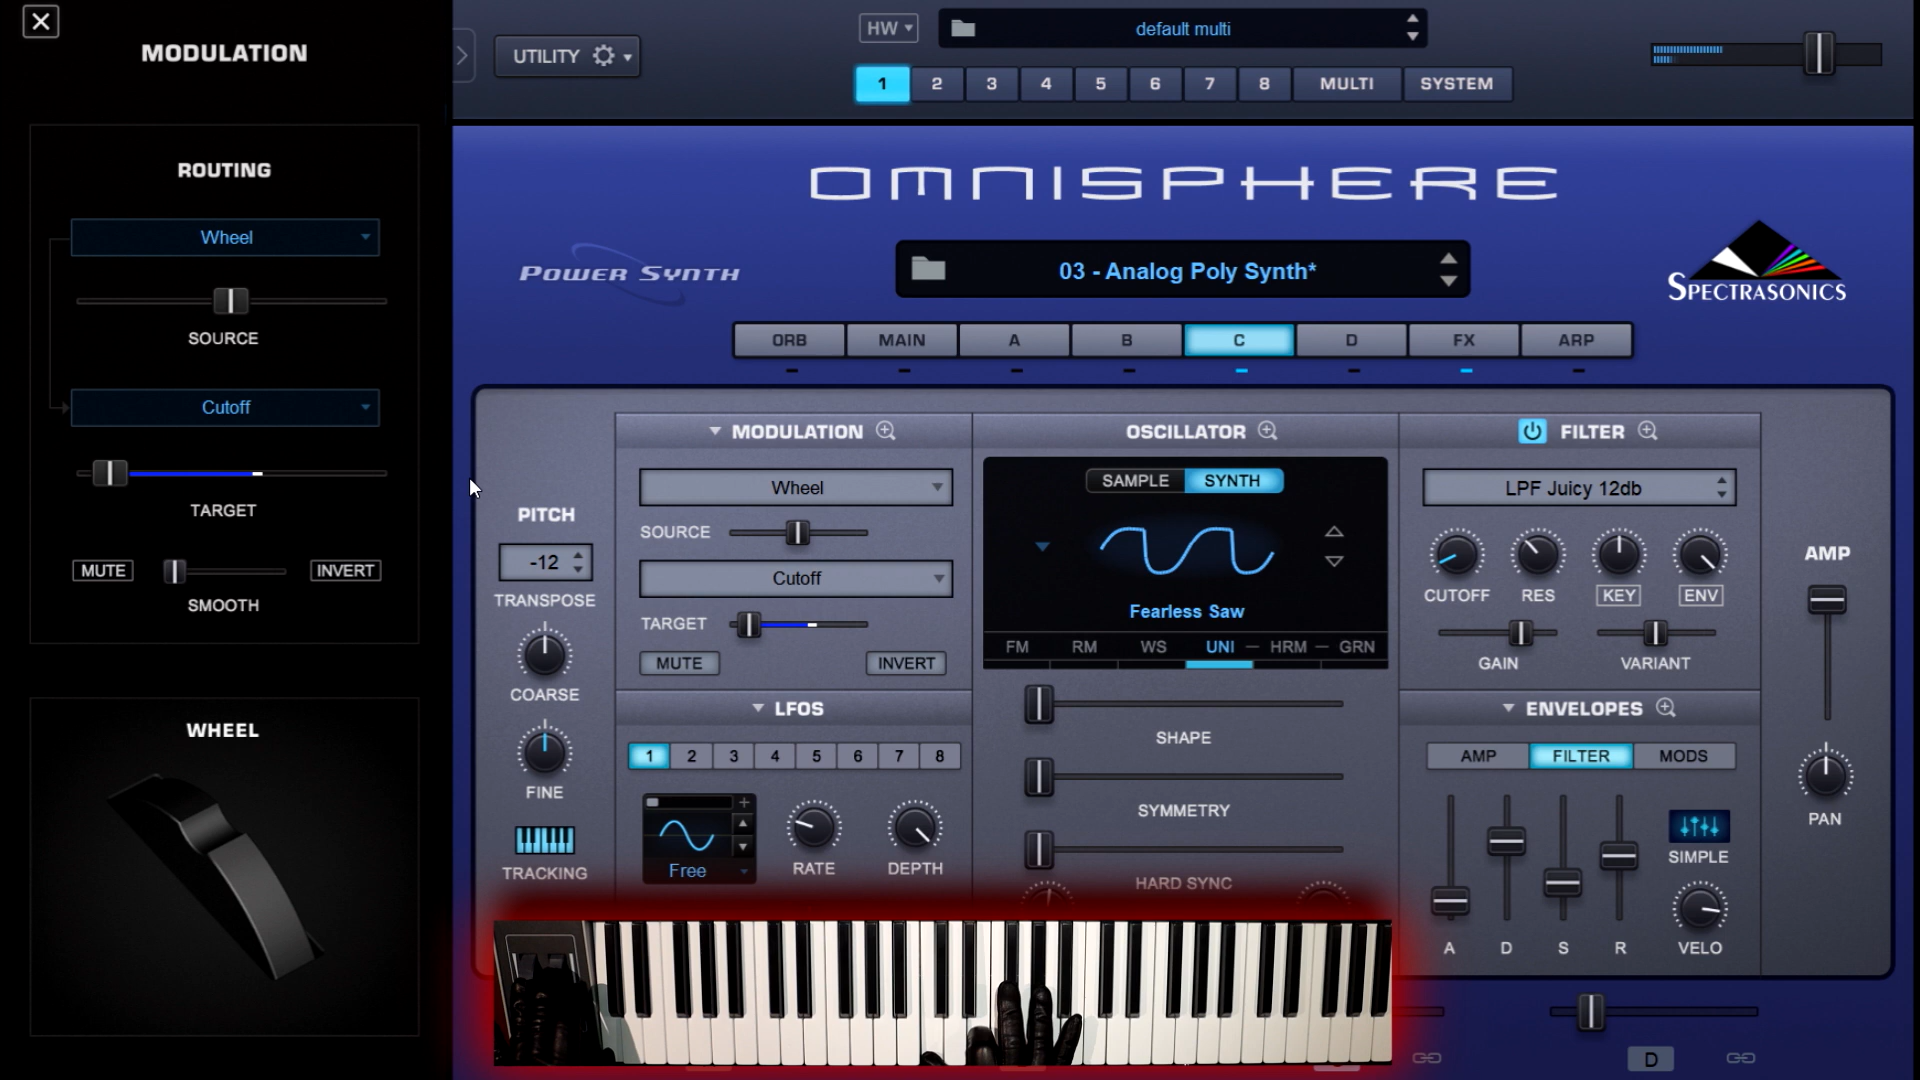 MODULATION
ROUTING
Wheel
SOURCE
Cutoff
TARGET
MUTE
INVERT
SMOOTH
WHEEL
UTILITY
HW
default multi
1 2 3 4 5 6 7 8 MULTI SYSTEM
OMNISPHERE
POWER SYNTH
03 - Analog Poly Synth*
SPECTRASONICS
ORB MAIN A B C D FX ARP
PITCH
-12
TRANSPOSE
COARSE
FINE
TRACKING
MODULATION
Wheel
SOURCE
Cutoff
TARGET
MUTE
INVERT
LFOS
1 2 3 4 5 6 7 8
Free
RATE
DEPTH
OSCILLATOR
SAMPLE SYNTH
Fearless Saw
FM RM WS UNI HRM GRN
SHAPE
SYMMETRY
HARD SYNC
FILTER
LPF Juicy 12db
CUTOFF RES KEY ENV
GAIN VARIANT
ENVELOPES
AMP FILTER MODS
SIMPLE
A D S R VELO
AMP
PAN
D